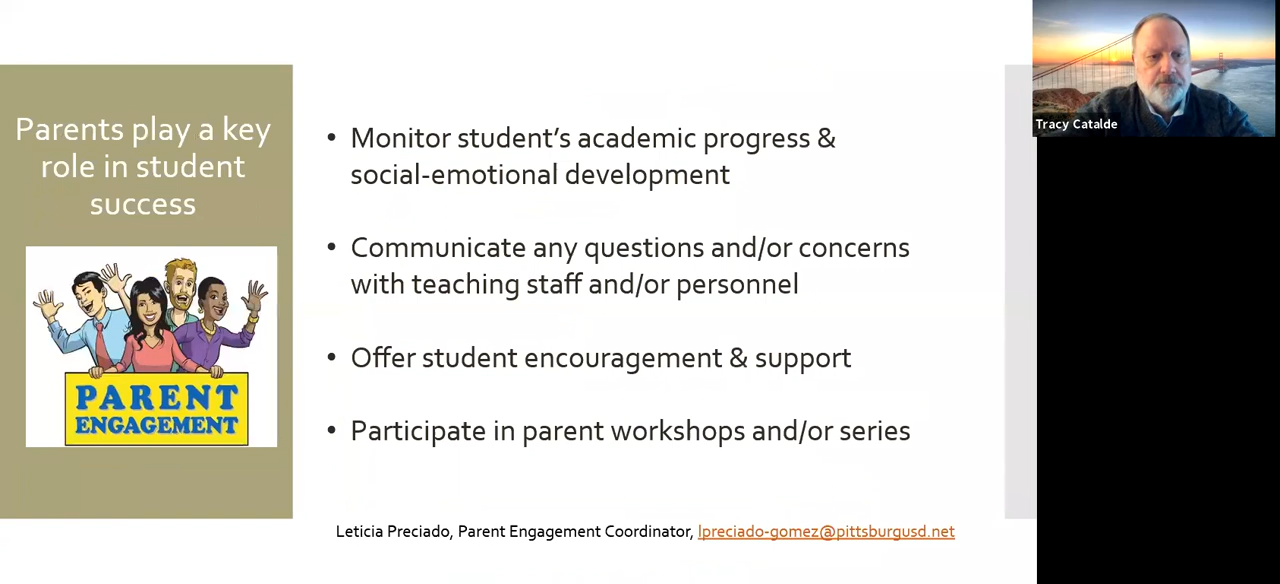 Parents play a key
role in student
success
PARENT
ENGAGEMENT
• Monitor student’s academic progress &
social-emotional development
• Communicate any questions and/or concerns
with teaching staff and/or personnel
• Offer student encouragement & support
• Participate in parent workshops and/or series
Leticia Preciado, Parent Engagement Coordinator, lpreciado-gomez@pittsburgusd.net
Tracy Catalde